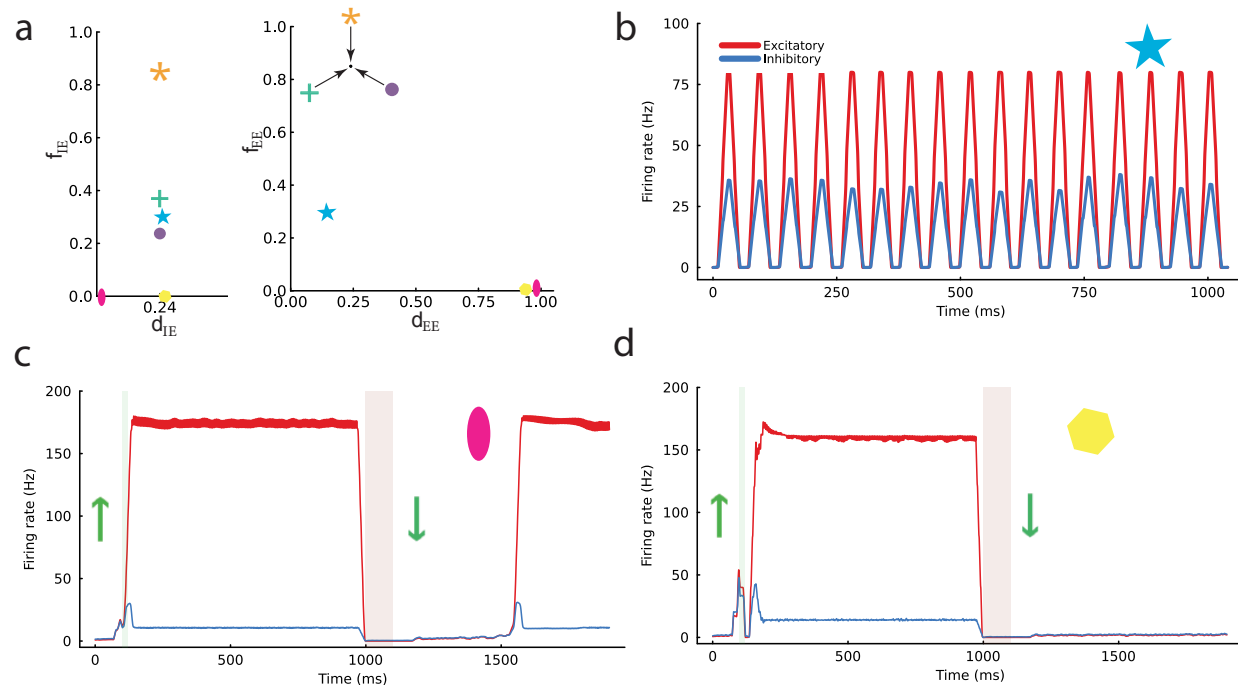 a
1.0
0.8
0.6
0.4
0.2
0.0
f_IE
0.24
d_IE
1.0
0.8
0.6
0.4
0.2
0.0
f_EE
0.00
0.25
0.50
0.75
1.00
d_EE
b
100
75
50
25
0
Firing rate (Hz)
Excitatory
Inhibitory
0
250
500
750
1000
Time (ms)
c
200
150
100
50
0
Firing rate (Hz)
0
500
1000
1500
Time (ms)
d
200
150
100
50
0
Firing rate (Hz)
0
500
1000
1500
Time (ms)